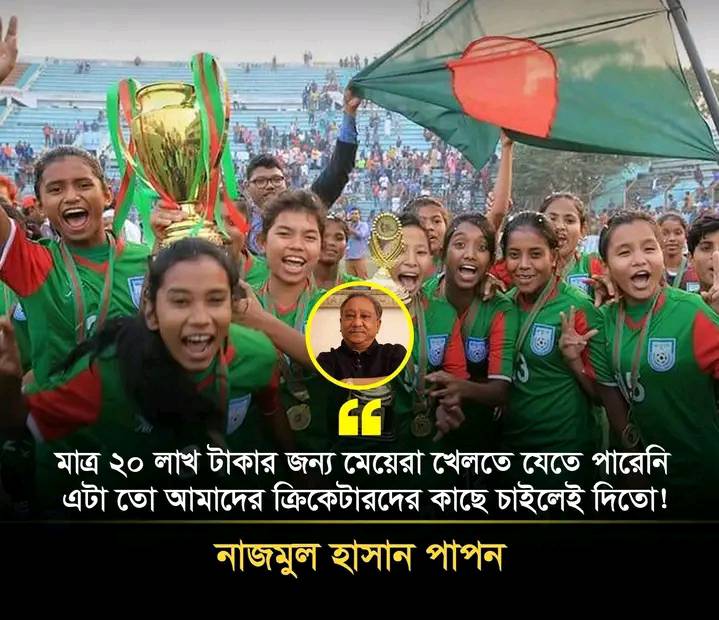 মাত্র ২০ লাখ টাকার জন্য মেয়েরা খেলতে যেতে পারেনি
এটা তো আমাদের ক্রিকেটারদের কাছে চাইলেই দিতো!
নাজমুল হাসান পাপন